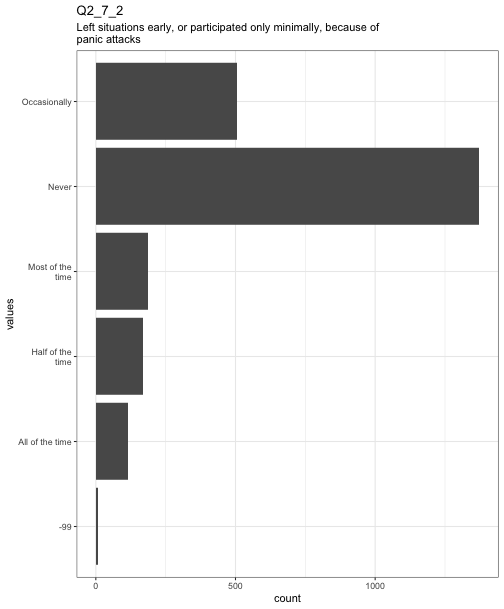 Q2_7_2
Left situations early, or participated only minimally, because of
panic attacks
values
Occasionally
Never
Most of the
time
Half of the
time
All of the time
-99
0
500
1000
count